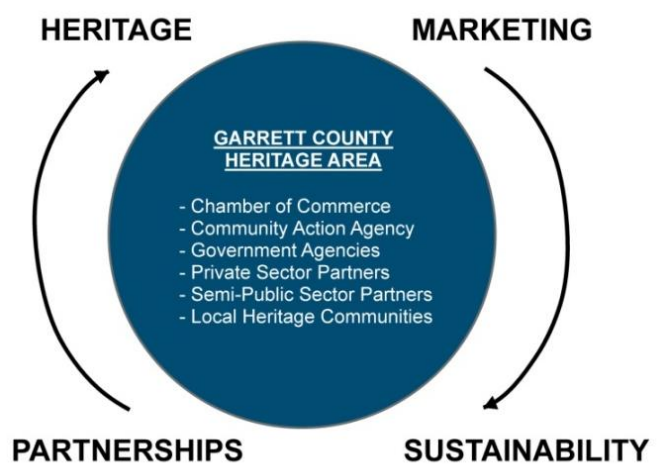 HERITAGE
MARKETING
GARRETT COUNTY
HERITAGE AREA
- Chamber of Commerce
- Community Action Agency
- Government Agencies
- Private Sector Partners
- Semi-Public Sector Partners
- Local Heritage Communities
PARTNERSHIPS
SUSTAINABILITY